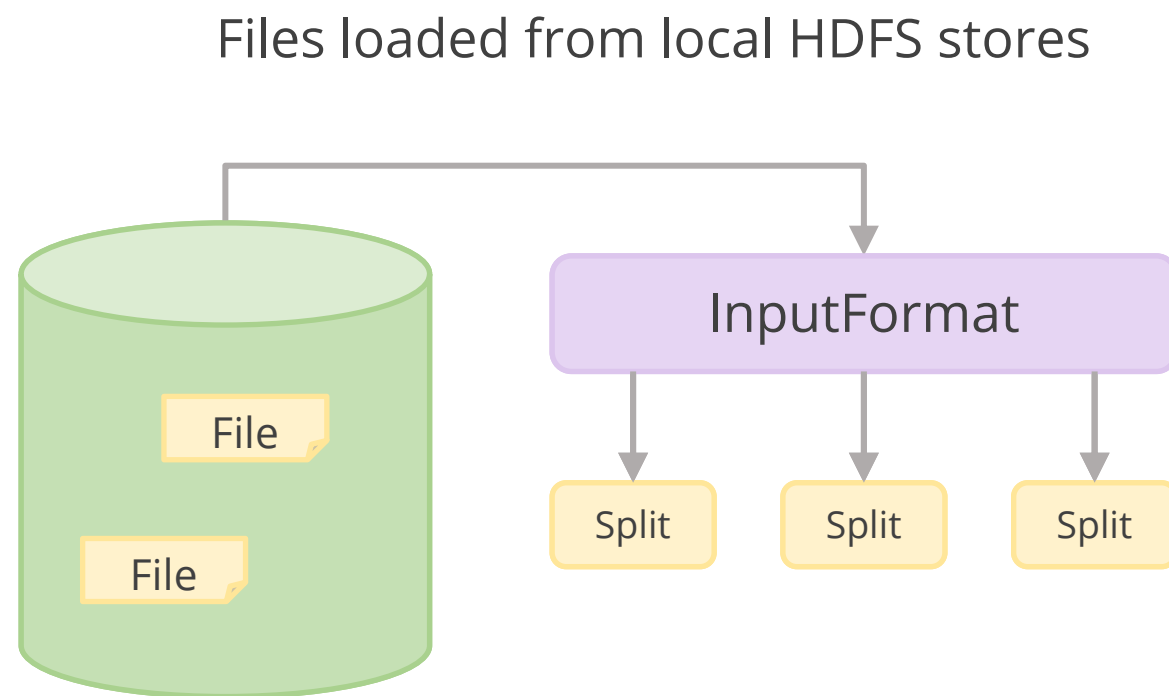 Files loaded from local HDFS stores
InputFormat
File
File
Split
Split
Split